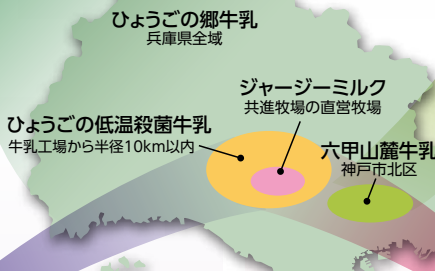 ひょうごの郷牛乳
兵庫県全域
ジャージーミルク
共進牧場の直営牧場
ひょうごの低温殺菌牛乳
牛乳工場から半径10km以内
六甲山麓牛乳
神戸市北区